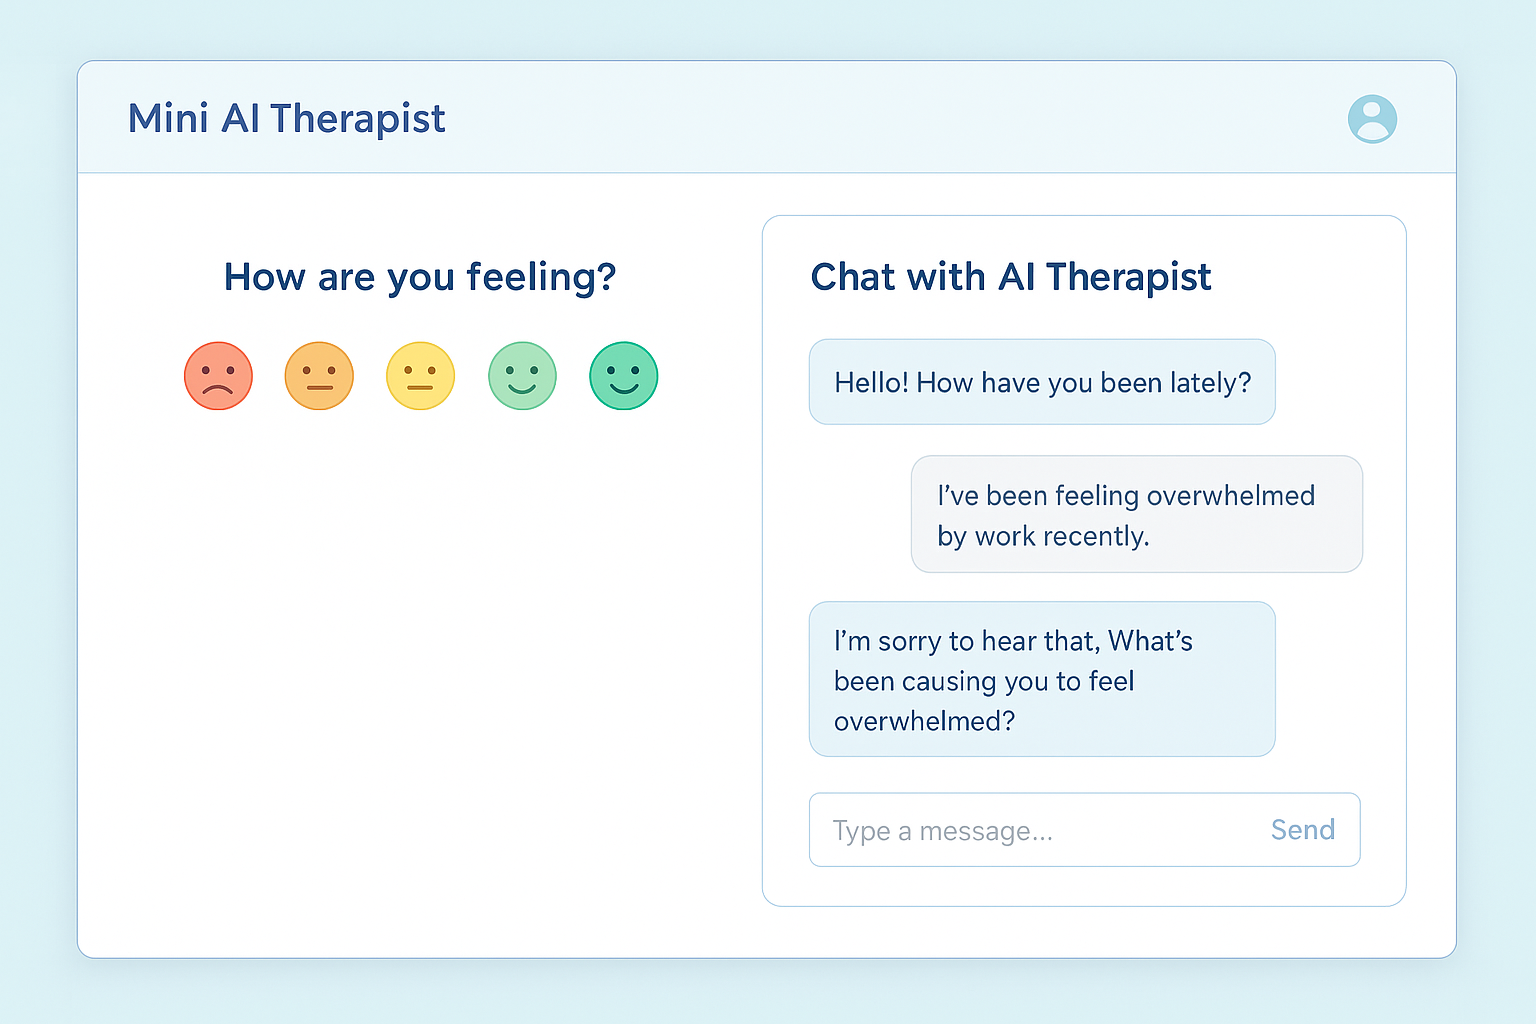 Mini AI Therapist
How are you feeling?
Chat with AI Therapist
Hello! How have you been lately?
I’ve been feeling overwhelmed
by work recently.
I’m sorry to hear that, What’s
been causing you to feel
overwhelmed?
Type a message...
Send